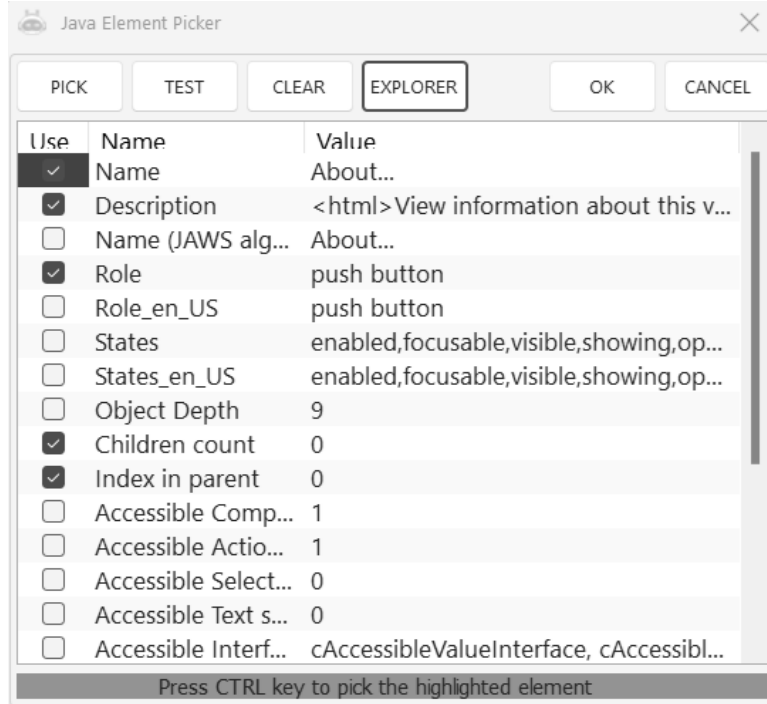 Java Element Picker
PICK TEST CLEAR EXPLORER OK CANCEL
Use Name Value
Name About...
Description <html>View information about this v...
Name (JAWS alg... About...
Role push button
Role_en_US push button
States enabled,focusable,visible,showing,op...
States_en_US enabled,focusable,visible,showing,op...
Object Depth 9
Children count 0
Index in parent 0
Accessible Comp... 1
Accessible Actio... 1
Accessible Select... 0
Accessible Text s... 0
Accessible Interf... cAccessibleValueInterface, cAccessibl...
Press CTRL key to pick the highlighted element